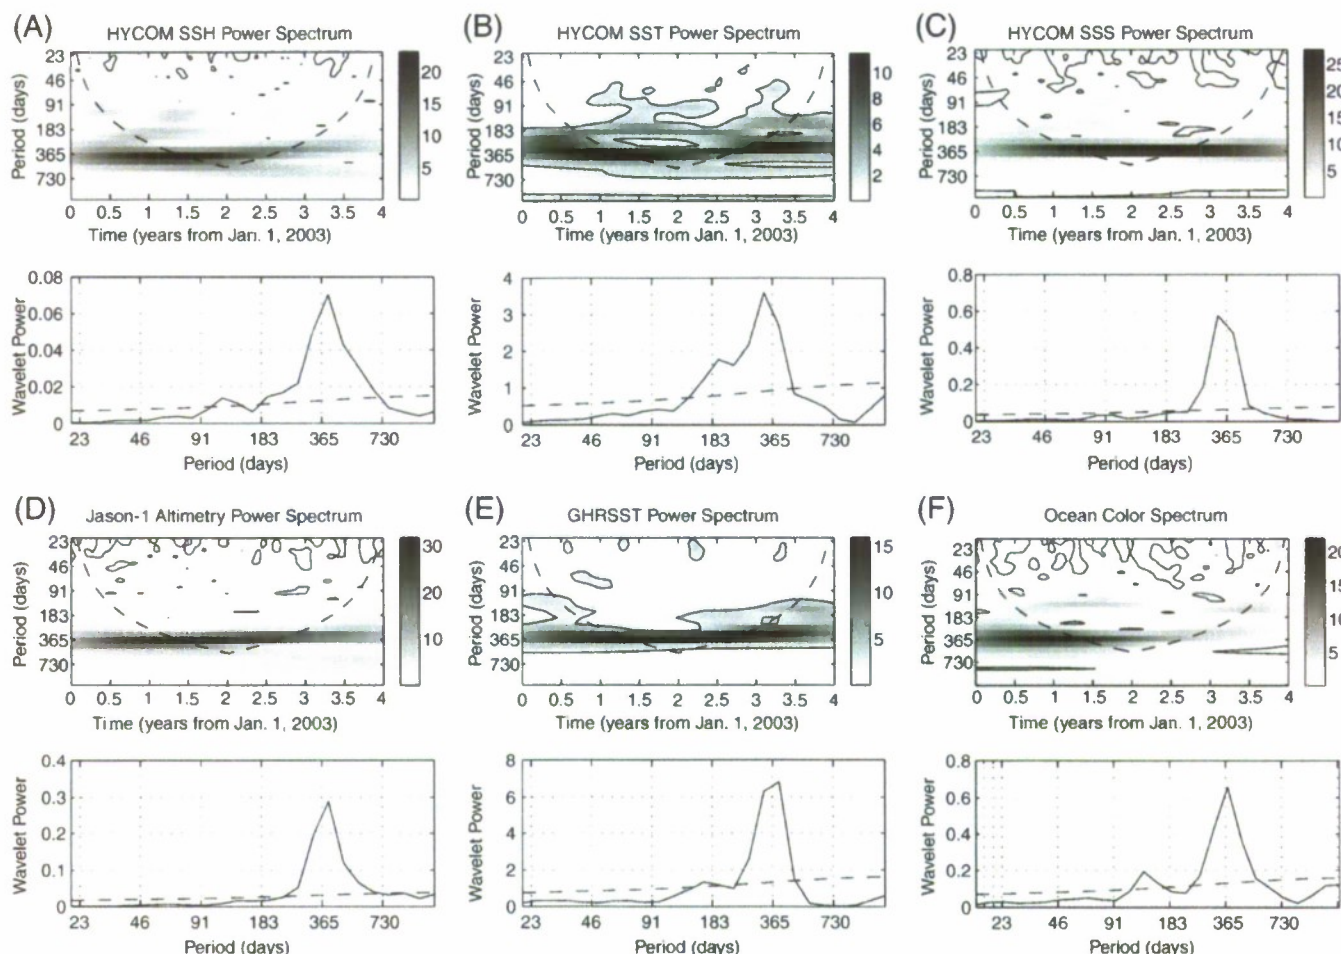 (A)
HYCOM SSH Power Spectrum
Period (days)
23
46
91
183
365
730
20
15
10
5
0 0.5 1 1.5 2 2.5 3 3.5 4
Time (years from Jan. 1, 2003)
Wavelet Power
0.08
0.06
0.04
0.02
0
23 46 91 183 365 730
Period (days)
(B)
HYCOM SST Power Spectrum
Period (days)
23
46
91
183
365
730
10
8
6
4
2
0 0.5 1 1.5 2 2.5 3 3.5 4
Time (years from Jan. 1, 2003)
Wavelet Power
4
3
2
1
0
23 46 91 183 365 730
Period (days)
(C)
HYCOM SSS Power Spectrum
Period (days)
23
46
91
183
365
730
25
20
15
10
5
0 0.5 1 1.5 2 2.5 3 3.5 4
Time (years from Jan. 1, 2003)
Wavelet Power
0.8
0.6
0.4
0.2
0
23 46 91 183 365 730
Period (days)
(D)
Jason-1 Altimetry Power Spectrum
Period (days)
23
46
91
183
365
730
30
20
10
0 0.5 1 1.5 2 2.5 3 3.5 4
Time (years from Jan. 1, 2003)
Wavelet Power
0.4
0.3
0.2
0.1
0
23 46 91 183 365 730
Period (days)
(E)
GHRSST Power Spectrum
Period (days)
23
46
91
183
365
730
15
10
5
0 0.5 1 1.5 2 2.5 3 3.5 4
Time (years from Jan. 1, 2003)
Wavelet Power
8
6
4
2
0
23 46 91 183 365 730
Period (days)
(F)
Ocean Color Spectrum
Period (days)
23
46
91
183
365
730
20
15
10
5
0 0.5 1 1.5 2 2.5 3 3.5 4
Time (years from Jan. 1, 2003)
Wavelet Power
0.8
0.6
0.4
0.2
0
23 46 91 183 365 730
Period (days)